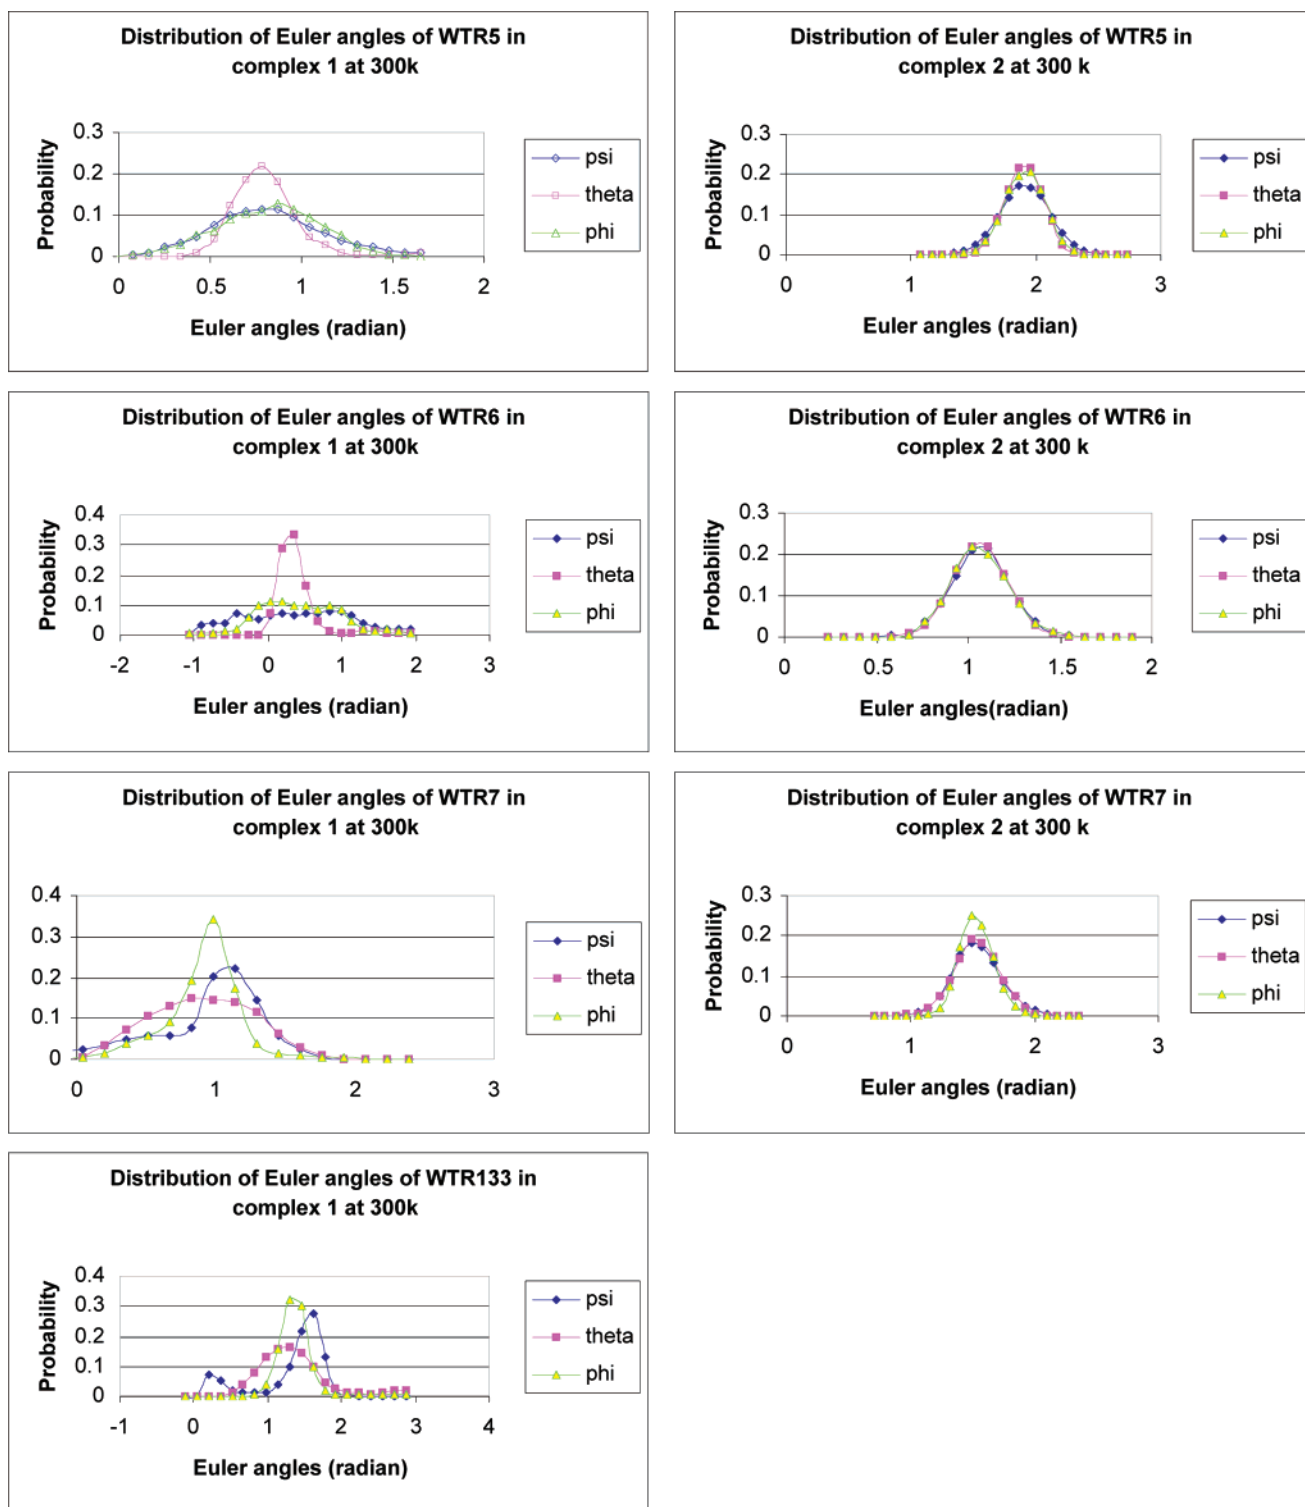 Distribution of Euler angles of WTR5 in
complex 1 at 300k
Probability
0.3
0.2
0.1
0
0
0.5
1
1.5
2
Euler angles (radian)
psi
theta
phi
Distribution of Euler angles of WTR5 in
complex 2 at 300 k
Probability
0.3
0.2
0.1
0
0
1
2
3
Euler angles (radian)
psi
theta
phi
Distribution of Euler angles of WTR6 in
complex 1 at 300k
Probability
0.4
0.3
0.2
0.1
0
-2
-1
0
1
2
3
Euler angles (radian)
psi
theta
phi
Distribution of Euler angles of WTR6 in
complex 2 at 300 k
Probability
0.3
0.2
0.1
0
0
0.5
1
1.5
2
Euler angles(radian)
psi
theta
phi
Distribution of Euler angles of WTR7 in
complex 1 at 300k
0.4
0.3
0.2
0.1
0
0
1
2
3
psi
theta
phi
Distribution of Euler angles of WTR7 in
complex 2 at 300 k
Probability
0.3
0.2
0.1
0
0
1
2
3
Euler angles (radian)
psi
theta
phi
Distribution of Euler angles of WTR133 in
complex 1 at 300k
Probability
0.4
0.3
0.2
0.1
0
-1
0
1
2
3
4
Euler angles (radian)
psi
theta
phi